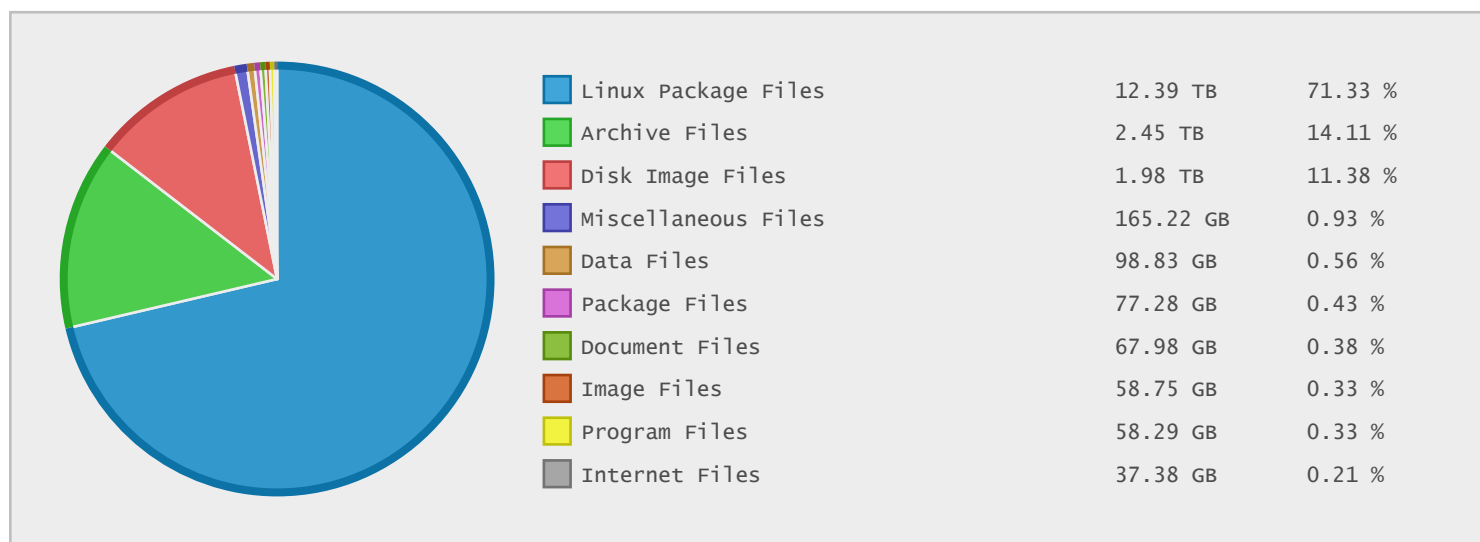 Linux Package Files 12.39 TB 71.33 %
Archive Files 2.45 TB 14.11 %
Disk Image Files 1.98 TB 11.38 %
Miscellaneous Files 165.22 GB 0.93 %
Data Files 98.83 GB 0.56 %
Package Files 77.28 GB 0.43 %
Document Files 67.98 GB 0.38 %
Image Files 58.75 GB 0.33 %
Program Files 58.29 GB 0.33 %
Internet Files 37.38 GB 0.21 %